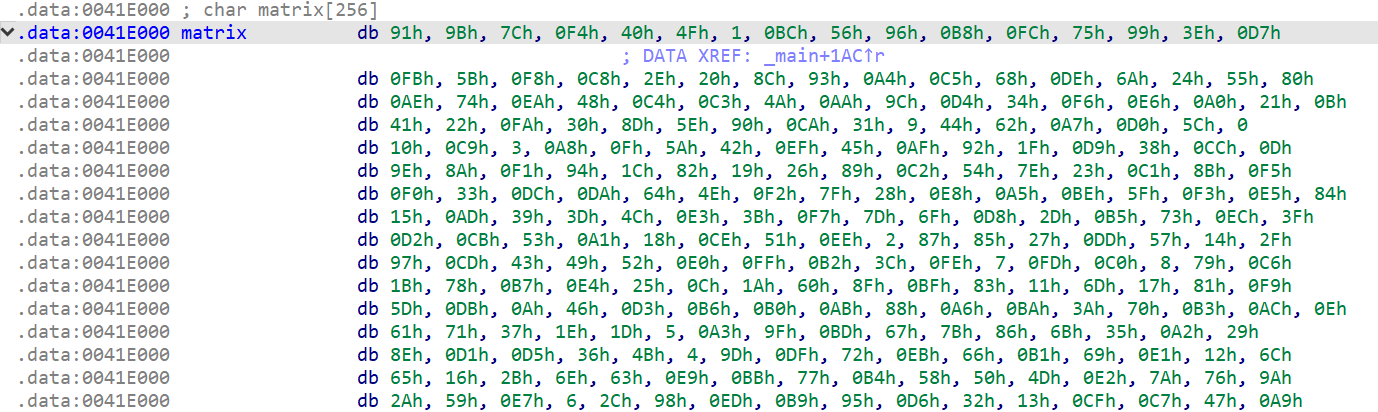 .data:0041E000 ; char matrix[256]
.data:0041E000 matrix db 91h, 9Bh, 7Ch, 0F4h, 40h, 4Fh, 1, 0BCh, 56h, 96h, 0B8h, 0FCh, 75h, 99h, 3Eh, 0D7h
.data:0041E000 ; DATA XREF: _main+1AC↑r
.data:0041E000 db 0FBh, 5Bh, 0F8h, 0C8h, 2Eh, 20h, 8Ch, 93h, 0A4h, 0C5h, 68h, 0DEh, 6Ah, 24h, 55h, 80h
.data:0041E000 db 0AEh, 74h, 0EAh, 48h, 0C4h, 0C3h, 4Ah, 0AAh, 9Ch, 0D4h, 34h, 0F6h, 0E6h, 0A0h, 21h, 0Bh
.data:0041E000 db 41h, 22h, 0FAh, 30h, 8Dh, 5Eh, 90h, 0CAh, 31h, 9, 44h, 62h, 0A7h, 0D0h, 5Ch, 0
.data:0041E000 db 10h, 0C9h, 3, 0A8h, 0Fh, 5Ah, 42h, 0EFh, 45h, 0AFh, 92h, 1Fh, 0D9h, 38h, 0CCh, 0Dh
.data:0041E000 db 9Eh, 8Ah, 0F1h, 94h, 1Ch, 82h, 19h, 26h, 89h, 0C2h, 54h, 7Eh, 23h, 0C1h, 8Bh, 0F5h
.data:0041E000 db 0F0h, 33h, 0DCh, 0DAh, 64h, 4Eh, 0F2h, 7Fh, 28h, 0E8h, 0A5h, 0BEh, 5Fh, 0F3h, 0E5h, 84h
.data:0041E000 db 15h, 0ADh, 39h, 3Dh, 4Ch, 0E3h, 3Bh, 0F7h, 7Dh, 6Fh, 0D8h, 2Dh, 0B5h, 73h, 0ECh, 3Fh
.data:0041E000 db 0D2h, 0CBh, 53h, 0A1h, 18h, 0CEh, 51h, 0EEh, 2, 87h, 85h, 27h, 0DDh, 57h, 14h, 2Fh
.data:0041E000 db 97h, 0CDh, 43h, 49h, 52h, 0E0h, 0FFh, 0B2h, 3Ch, 0FEh, 7, 0FDh, 0C0h, 8, 79h, 0C6h
.data:0041E000 db 1Bh, 78h, 0B7h, 0E4h, 25h, 0Ch, 1Ah, 60h, 8Fh, 0BFh, 83h, 11h, 6Dh, 17h, 81h, 0F9h
.data:0041E000 db 5Dh, 0DBh, 0Ah, 46h, 0D3h, 0B6h, 0B0h, 0ABh, 88h, 0A6h, 0BAh, 3Ah, 70h, 0B3h, 0ACh, 0Eh
.data:0041E000 db 61h, 71h, 37h, 1Eh, 1Dh, 5, 0A3h, 9Fh, 0BDh, 67h, 7Bh, 86h, 6Bh, 35h, 0A2h, 29h
.data:0041E000 db 8Eh, 0D1h, 0D5h, 36h, 4Bh, 4, 9Dh, 0DFh, 72h, 0EBh, 66h, 0B1h, 69h, 0E1h, 12h, 6Ch
.data:0041E000 db 65h, 16h, 2Bh, 6Eh, 63h, 0E9h, 0BBh, 77h, 0B4h, 58h, 50h, 4Dh, 0E2h, 7Ah, 76h, 9Ah
.data:0041E000 db 2Ah, 59h, 0E7h, 6, 2Ch, 98h, 0EDh, 0B9h, 95h, 0D6h, 32h, 13h, 0CFh, 0C7h, 47h, 0A9h